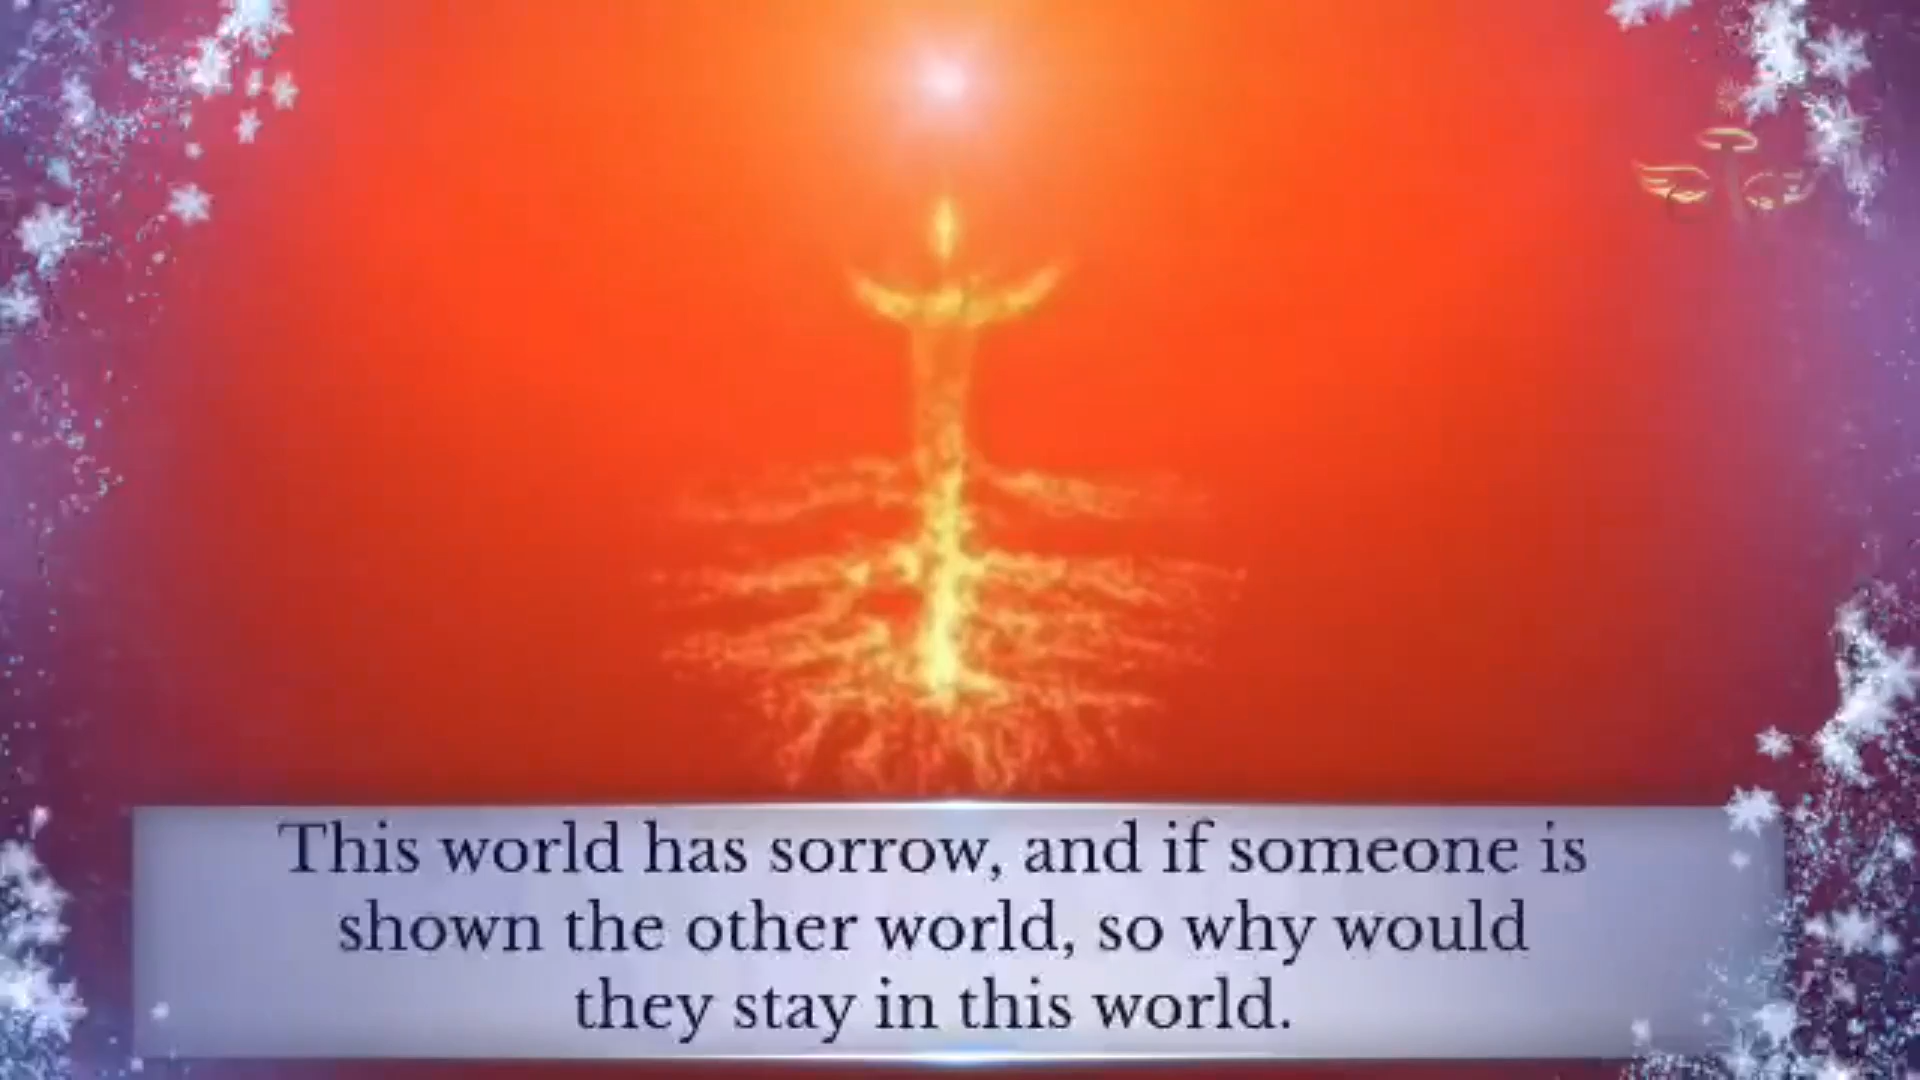 This world has sorrow, and if someone is
shown the other world, so why would
they stay in this world.